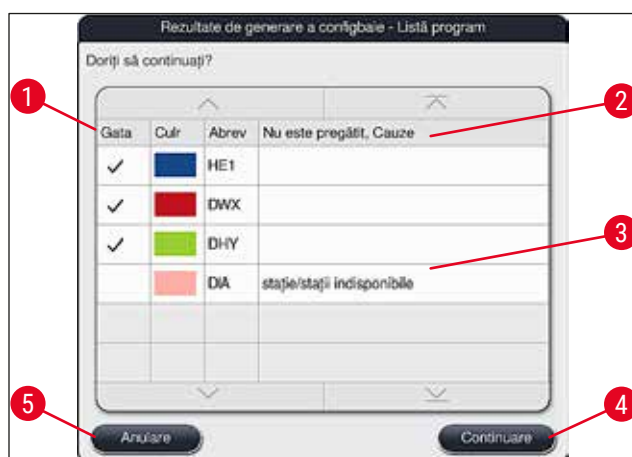 Rezultate de generare a configbaie - Listă program
Doriți să continuați?
1
2
Gata Culr Abrev Nu este pregătit, Cauze
HE1
DWX
DHY
3
DIA stație/stații indisponibile
5
4
Anulare Continuare